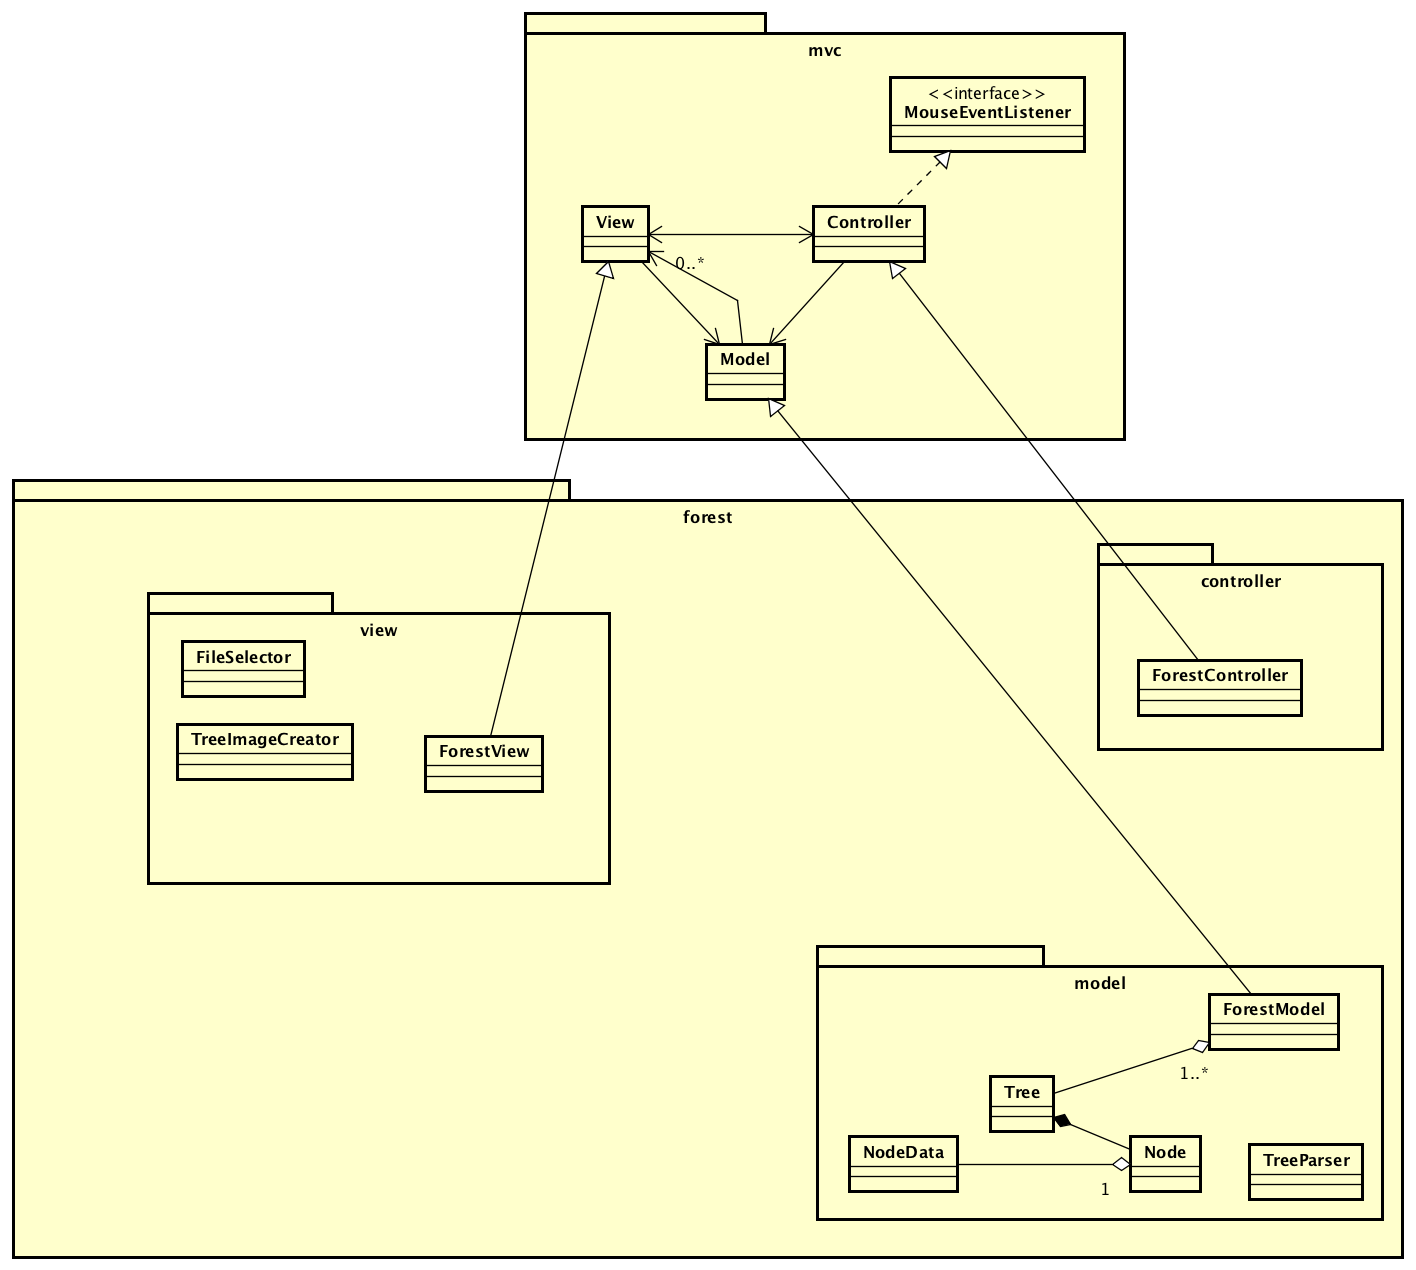 mvc
<<interface>>
MouseEventListener
View
Controller
0..*
Model
forest
controller
view
FileSelector
ForestController
TreeImageCreator
ForestView
model
ForestModel
1..*
Tree
NodeData
Node
TreeParser
1